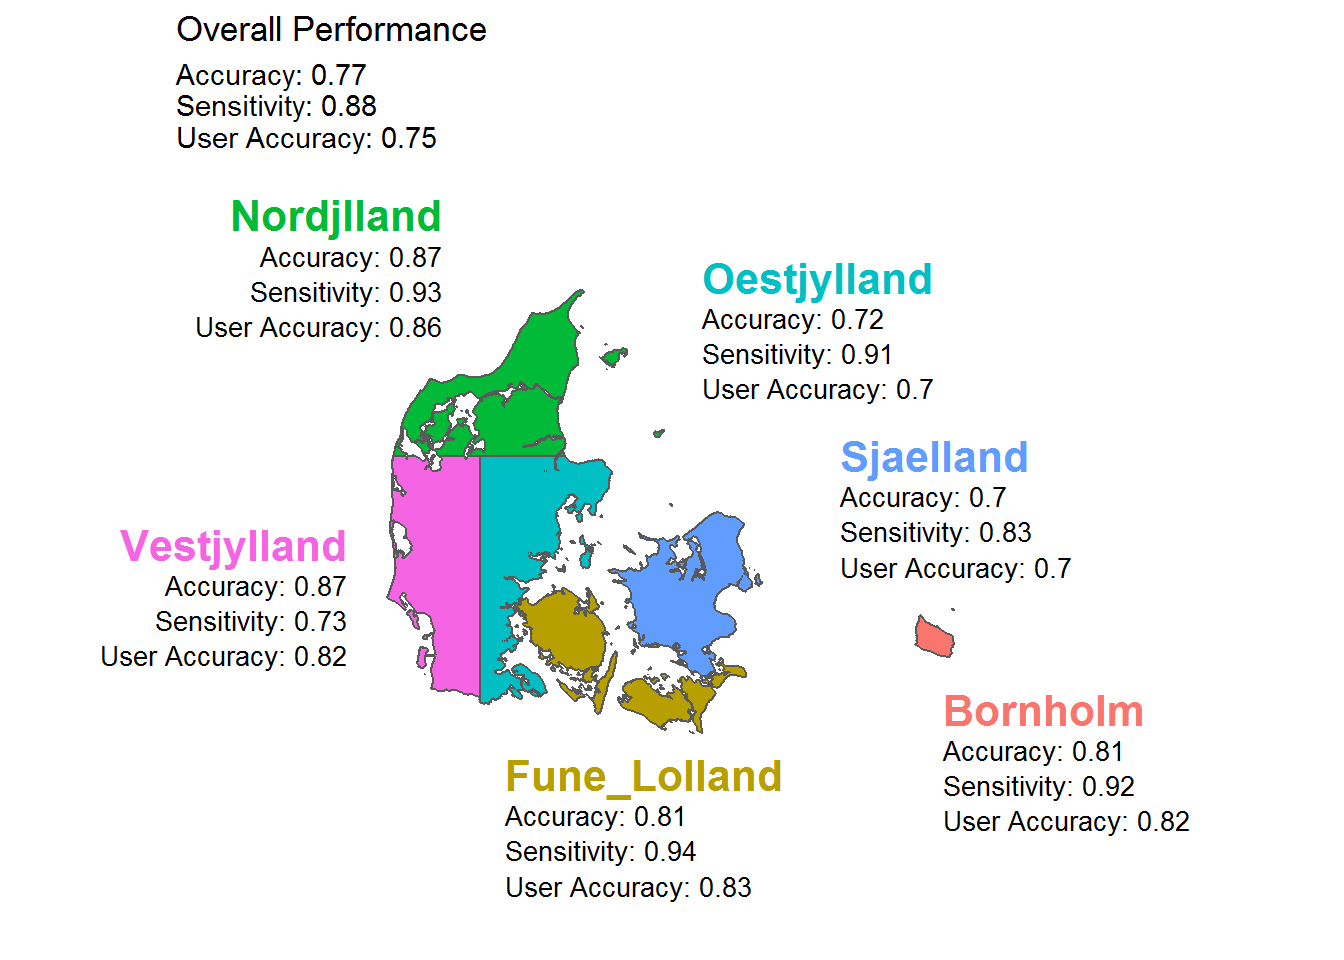 Overall Performance
Accuracy: 0.77
Sensitivity: 0.88
User Accuracy: 0.75
Nordjlland
Accuracy: 0.87
Sensitivity: 0.93
User Accuracy: 0.86
Oestjylland
Accuracy: 0.72
Sensitivity: 0.91
User Accuracy: 0.7
Sjaelland
Accuracy: 0.7
Sensitivity: 0.83
User Accuracy: 0.7
Vestjylland
Accuracy: 0.87
Sensitivity: 0.73
User Accuracy: 0.82
Bornholm
Accuracy: 0.81
Sensitivity: 0.92
User Accuracy: 0.82
Fune_Lolland
Accuracy: 0.81
Sensitivity: 0.94
User Accuracy: 0.83